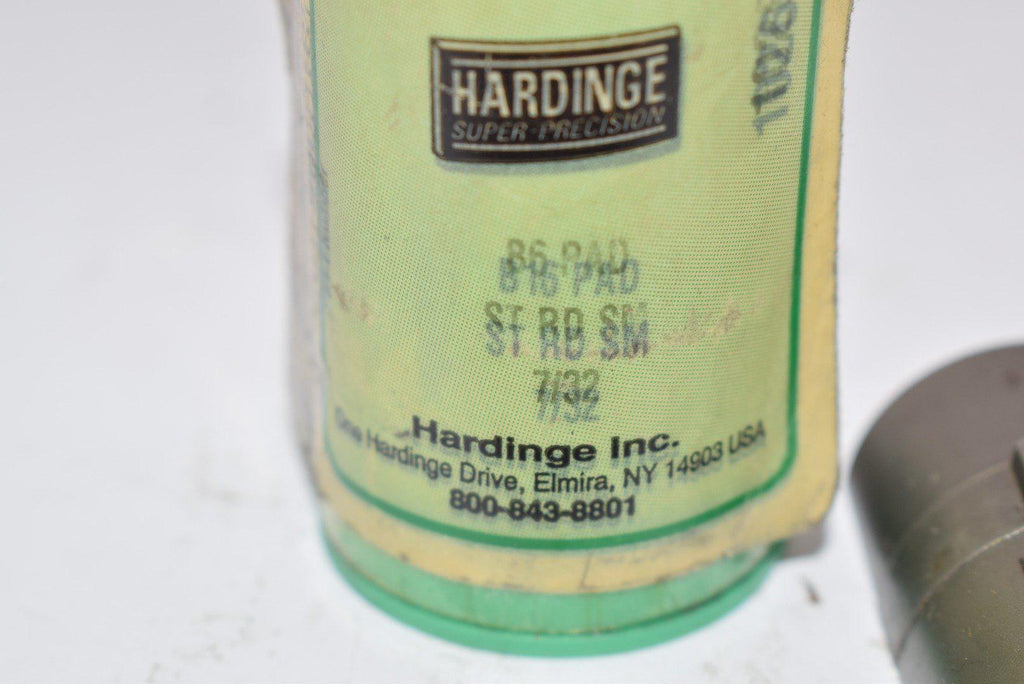 HARDINGE
SUPER-PRECISION
B6 PAD
B16 PAD
ST RD SM
ST RD SM
7/32
7/32
Hardinge Inc.
One Hardinge Drive, Elmira, NY 14903 USA
800-843-8801